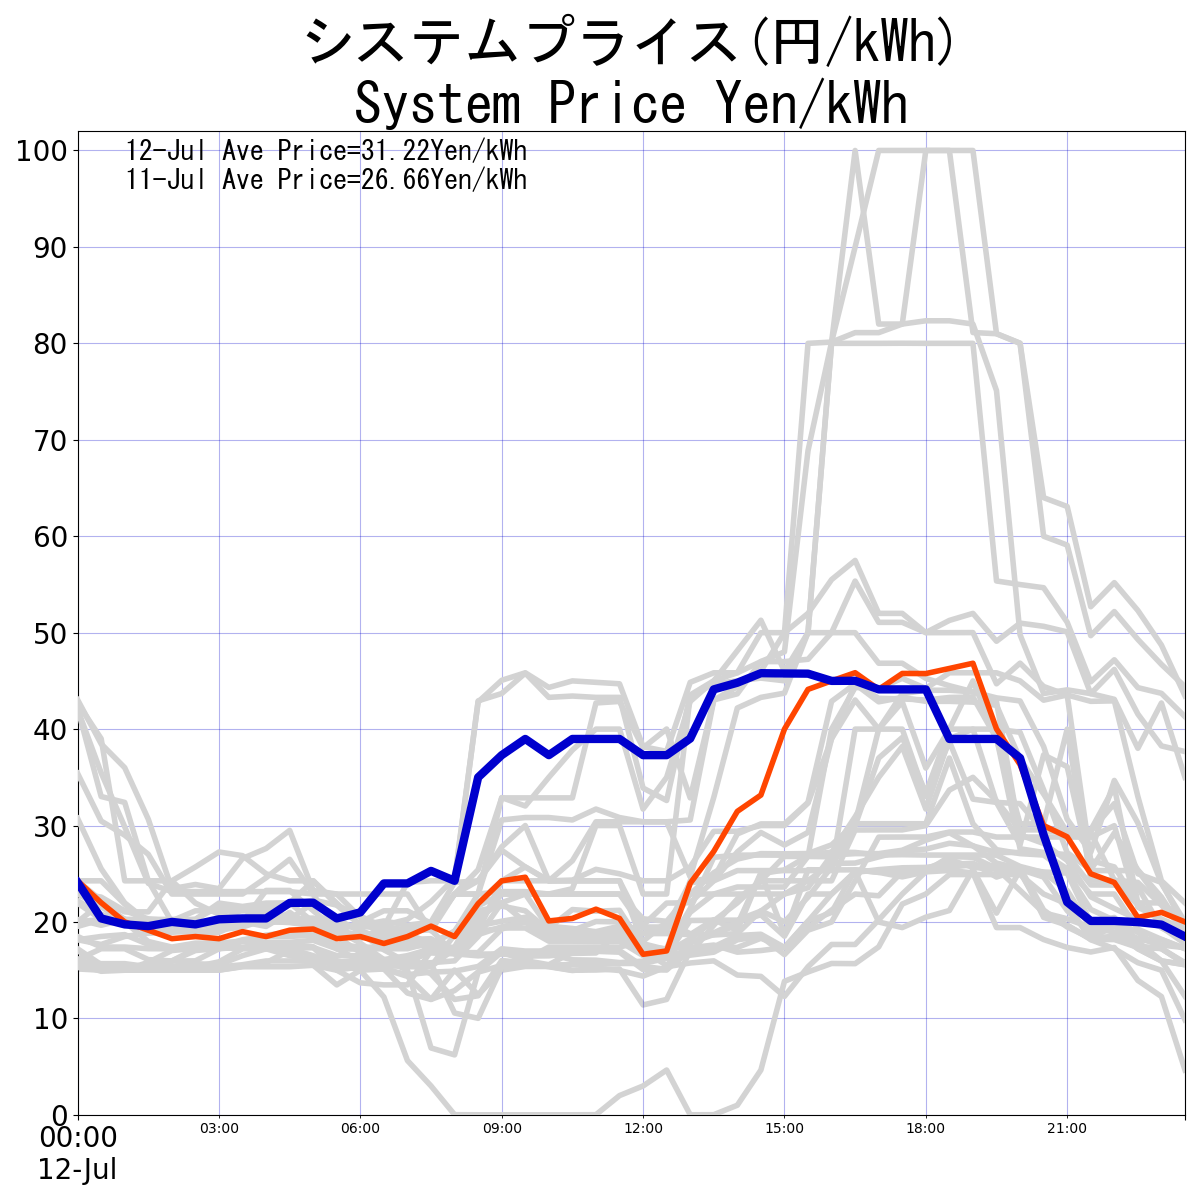 システムプライス(円/kWh)
System Price Yen/kWh
12-Jul Ave Price=31.22Yen/kWh
11-Jul Ave Price=26.66Yen/kWh
100
90
80
70
60
50
40
30
20
10
0
00:00 03:00 06:00 09:00 12:00 15:00 18:00 21:00
12-Jul